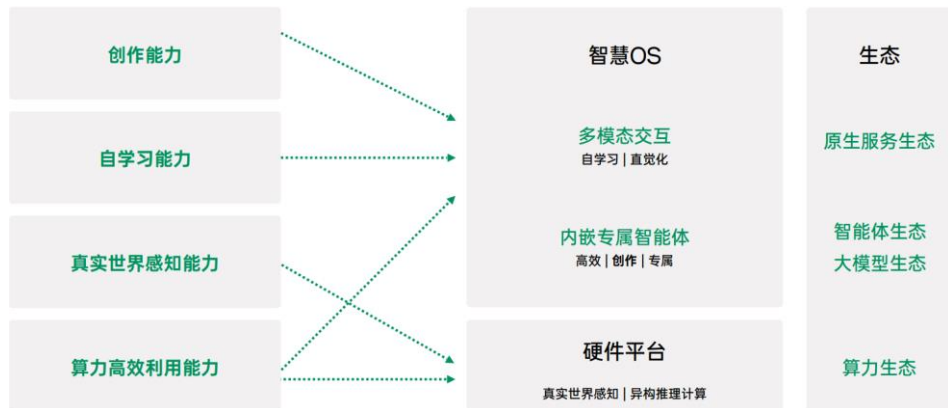 创作能力
自学习能力
真实世界感知能力
算力高效利用能力
智慧OS
多模态交互
自学习 | 直觉化
内嵌专属智能体
高效 | 创作 | 专属
硬件平台
真实世界感知 | 异构推理计算
生态
原生服务生态
智能体生态
大模型生态
算力生态